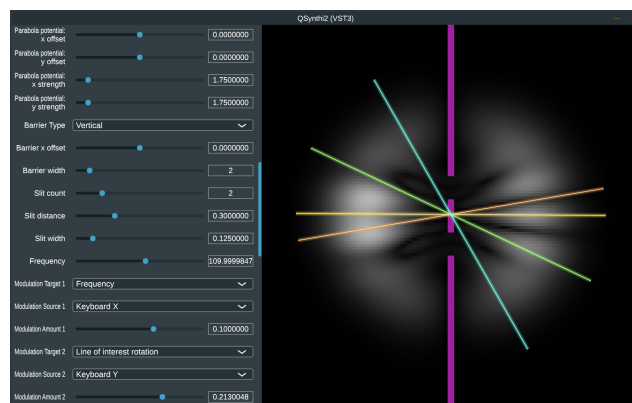 QSynthi2 (VST3)
Parabola potential:
x offset
0.0000000
Parabola potential:
y offset
0.0000000
Parabola potential:
x strength
1.7500000
Parabola potential:
y strength
1.7500000
Barrier Type
Vertical
Barrier x offset
0.0000000
Barrier width
2
Slit count
2
Slit distance
0.3000000
Slit width
0.1250000
Frequency
109.9999847
Modulation Target 1
Frequency
Modulation Source 1
Keyboard X
Modulation Amount 1
0.1000000
Modulation Target 2
Line of interest rotation
Modulation Source 2
Keyboard Y
Modulation Amount 2
0.2130048